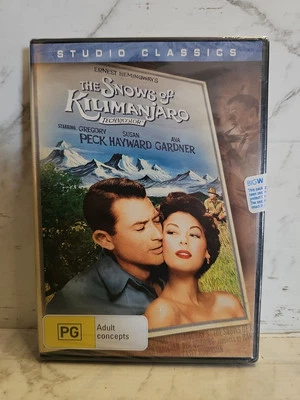 STUDIO CLASSICS
ERNEST HEMINGWAY'S
THE SNOWS OF
KILIMANJARO
TECHNICOLOR
STARRING GREGORY SUSAN AVA
PECK HAYWARD GARDNER
BIGW
PG
Adult
concepts